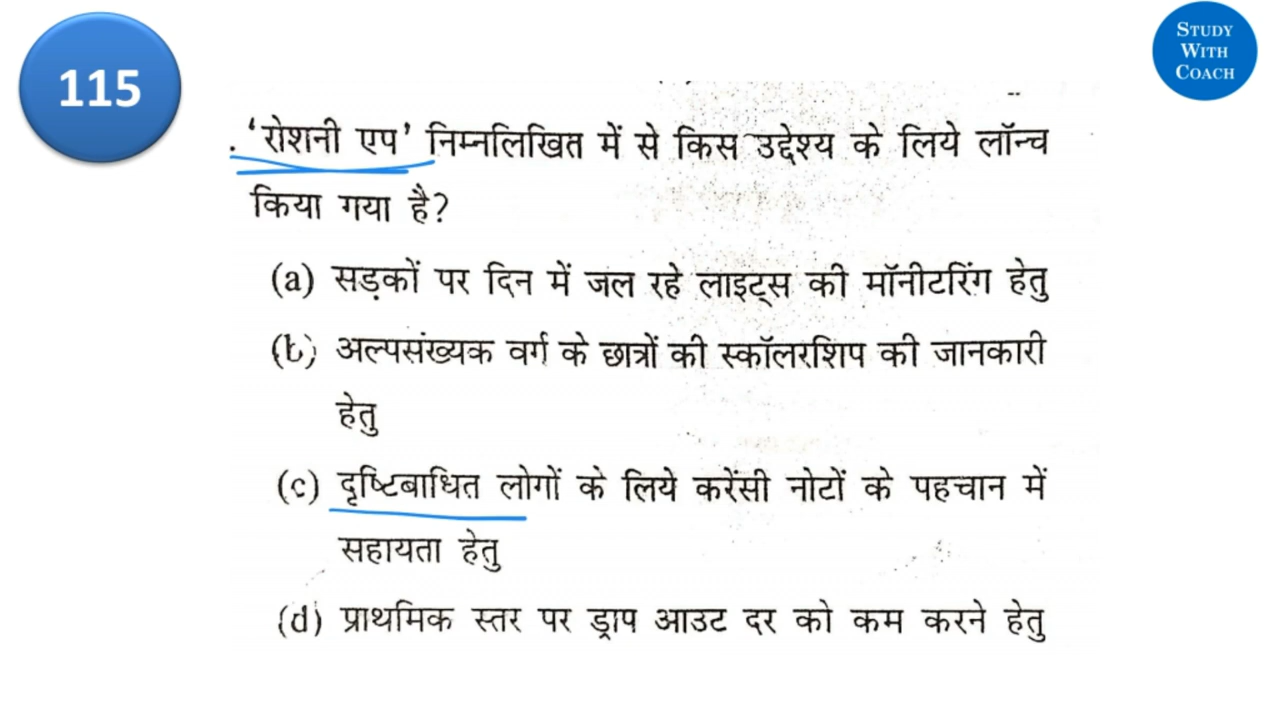 115
STUDY
WITH
COACH
. ‘रोशनी एप’ निम्नलिखित में से किस उद्देश्य के लिये लॉन्च
किया गया है?
(a) सड़कों पर दिन में जल रहे लाइट्स की मॉनीटरिंग हेतु
(b) अल्पसंख्यक वर्ग के छात्रों की स्कॉलरशिप की जानकारी
हेतु
(c) दृष्टिबाधित लोगों के लिये करेंसी नोटों के पहचान में
सहायता हेतु
(d) प्राथमिक स्तर पर ड्राप आउट दर को कम करने हेतु